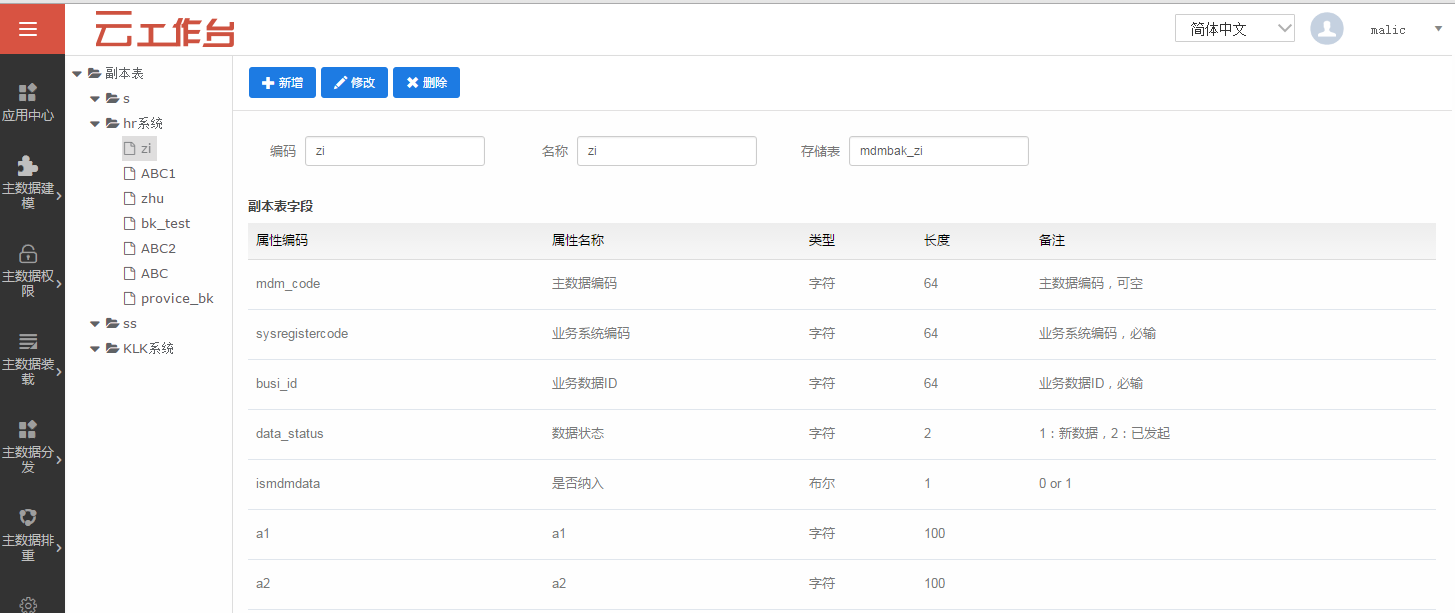 云工作台
简体中文
malic
应用中心
主数据建
模
主数据权
限
主数据装
载
主数据分
发
主数据排
重
副本表
s
hr系统
zi
ABC1
zhu
bk_test
ABC2
ABC
provice_bk
ss
KLK系统
新增 修改 删除
编码 zi 名称 zi 存储表 mdmbak_zi
副本表字段
属性编码 属性名称 类型 长度 备注
mdm_code 主数据编码 字符 64 主数据编码，可空
sysregistercode 业务系统编码 字符 64 业务系统编码，必输
busi_id 业务数据ID 字符 64 业务数据ID，必输
data_status 数据状态 字符 2 1：新数据，2：已发起
ismdmdata 是否纳入 布尔 1 0 or 1
a1 a1 字符 100
a2 a2 字符 100